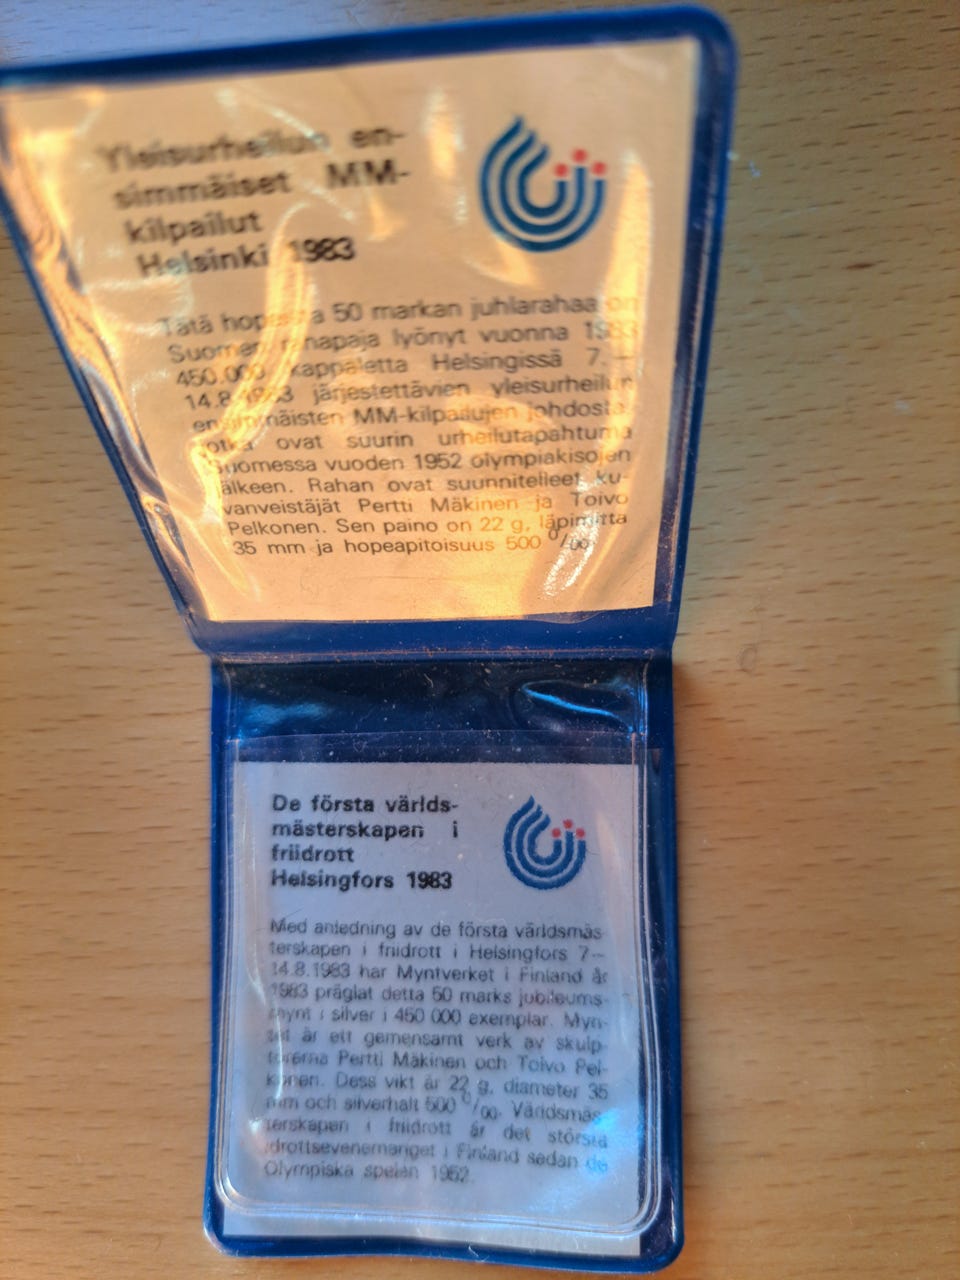 Yleisurheilun en-
simmäiset MM-
kilpailut
Helsinki 1983
Tätä hopeista 50 markan juhlarahaa on
Suomen rahapaja lyönyt vuonna 1983
450.000 kappaletta Helsingissä 7.—
14.8.1983 järjestettävien yleisurheilun
ensimmäisten MM-kilpailujen johdosta,
jotka ovat suurin urheilutapahtuma
Suomessa vuoden 1952 olympiakisojen
jälkeen. Rahan ovat suunnitelleet ku-
vanveistäjät Pertti Mäkinen ja Toivo
Pelkonen. Sen paino on 22 g, läpimitta
35 mm ja hopeapitoisuus 500 ⁰/₀₀.
De första världs-
mästerskapen i
friidrott
Helsingfors 1983
Med anledning av de första världsmäs-
terskapen i friidrott i Helsingfors 7—
14.8.1983 har Myntverket i Finland år
1983 präglat detta 50 marks jubileums-
mynt i silver i 450 000 exemplar. Myn-
tet är ett gemensamt verk av skulp-
törerna Pertti Mäkinen och Toivo Pel-
konen. Dess vikt är 22 g, diameter 35
mm och silverhalt 500 ⁰/₀₀. Världsmäs-
terskapen i friidrott är det största
idrottsevenemanget i Finland sedan de
Olympiska spelen 1952.